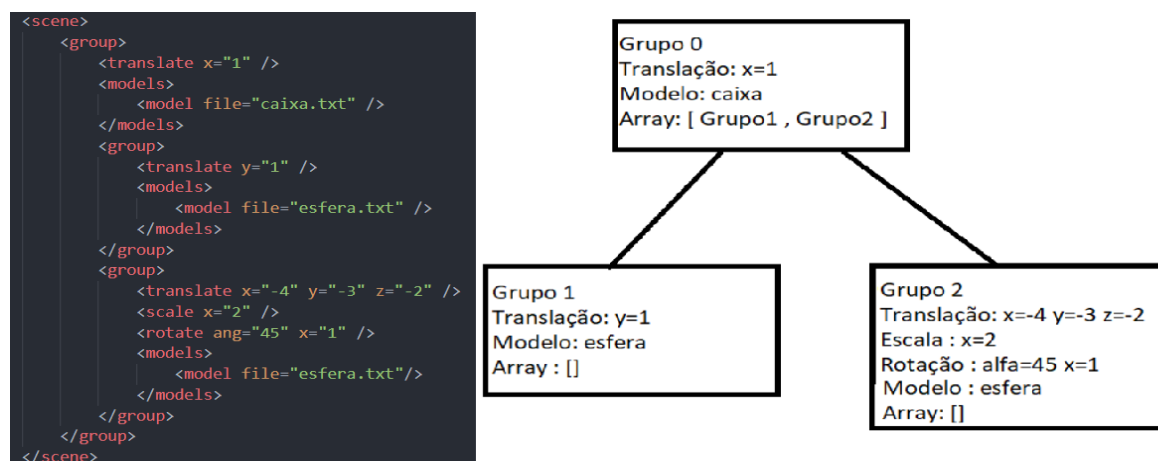 <scene>
<group>
<translate x="1" />
<models>
<model file="caixa.txt" />
</models>
<group>
<translate y="1" />
<models>
<model file="esfera.txt" />
</models>
</group>
<group>
<translate x="-4" y="-3" z="-2" />
<scale x="2" />
<rotate ang="45" x="1" />
<models>
<model file="esfera.txt"/>
</models>
</group>
</group>
</scene>
Grupo 0
Translação: x=1
Modelo: caixa
Array: [ Grupo1 , Grupo2 ]
Grupo 1
Translação: y=1
Modelo: esfera
Array : []
Grupo 2
Translação: x=-4 y=-3 z=-2
Escala : x=2
Rotação : alfa=45 x=1
Modelo : esfera
Array: []